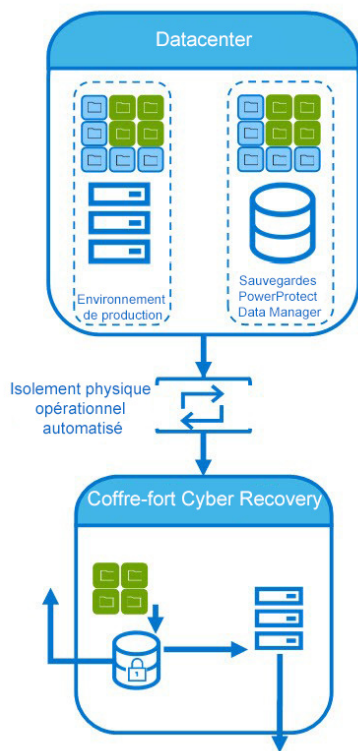 Datacenter
Environnement
de production
Sauvegardes
PowerProtect
Data Manager
Isolement physique
opérationnel
automatisé
Coffre-fort Cyber Recovery